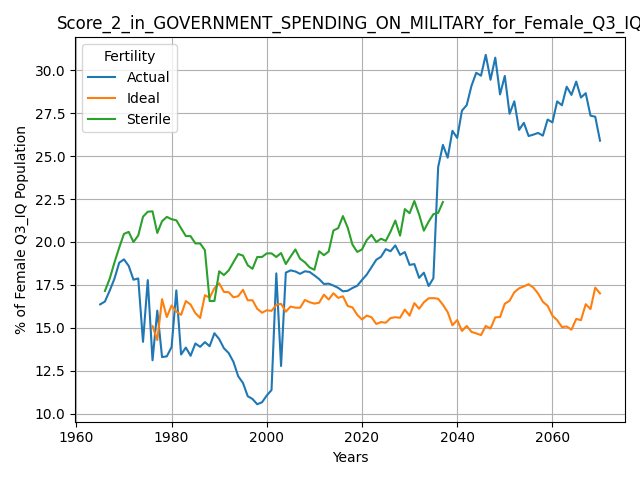 Score_2_in_GOVERNMENT_SPENDING_ON_MILITARY_for_Female_Q3_IQ
Fertility
Actual
Ideal
Sterile
% of Female Q3_IQ Population
30.0
27.5
25.0
22.5
20.0
17.5
15.0
12.5
10.0
1960 1980 2000 2020 2040 2060
Years